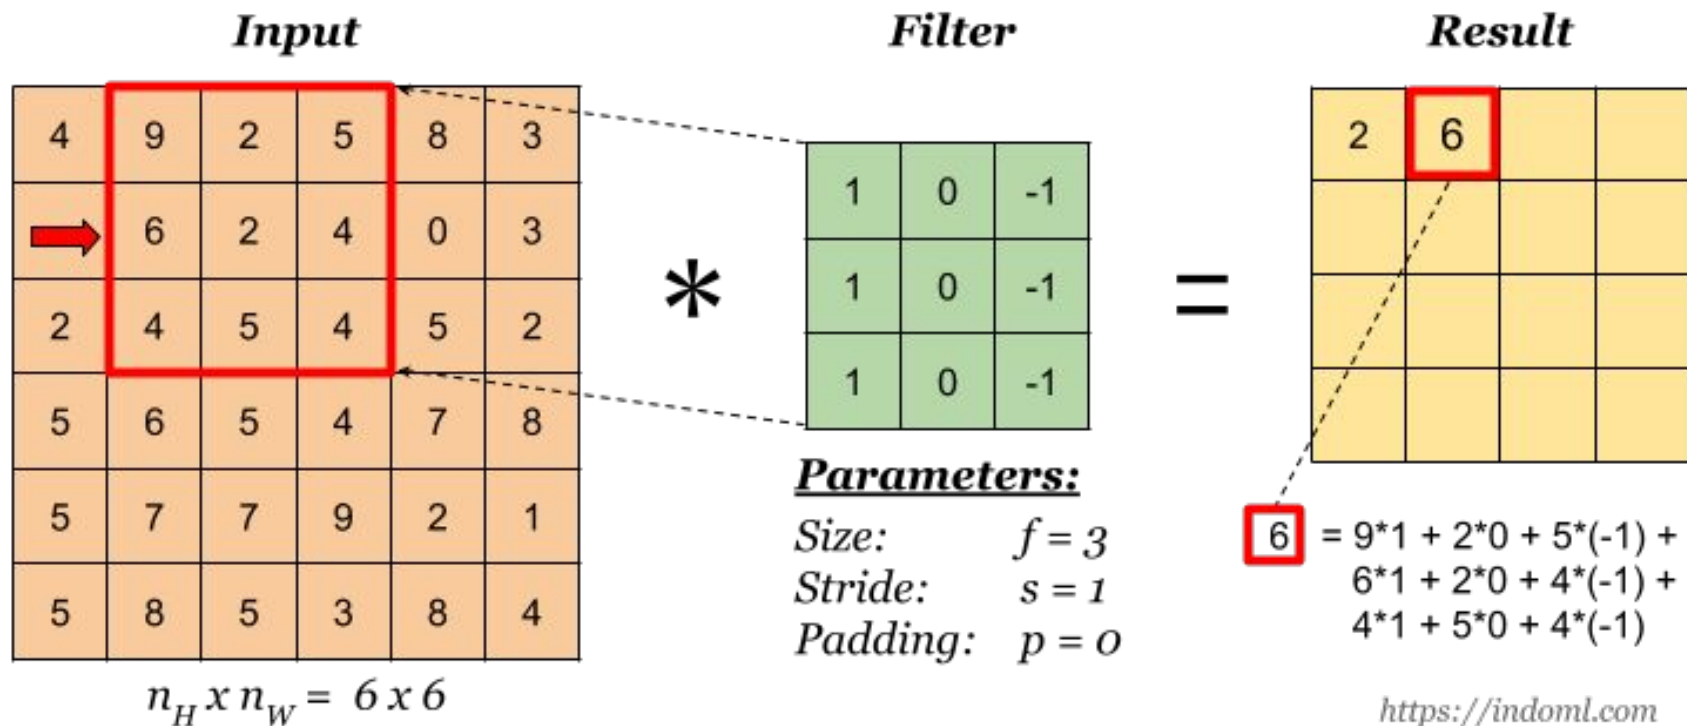 Input
Filter
Result
4 9 2 5 8 3
6 2 4 0 3
2 4 5 4 5 2
5 6 5 4 7 8
5 7 7 9 2 1
5 8 5 3 8 4
n_H x n_W = 6 x 6
*
1 0 -1
1 0 -1
1 0 -1
Parameters:
Size: f = 3
Stride: s = 1
Padding: p = 0
=
2 6
6 = 9*1 + 2*0 + 5*(-1) +
6*1 + 2*0 + 4*(-1) +
4*1 + 5*0 + 4*(-1)
https://indoml.com